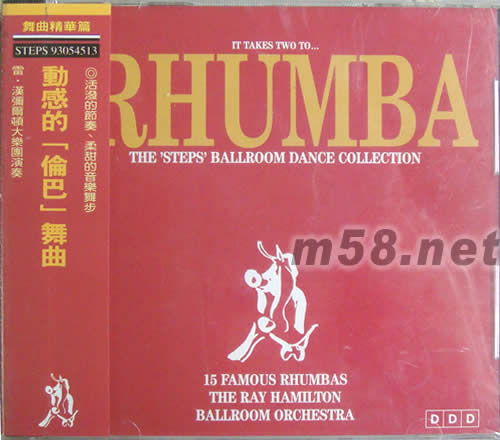 舞曲精華篇
STEPS 93054513
◎活潑的節奏、柔甜的音樂舞步
動感的「倫巴」舞曲
雷·漢彌爾頓大樂團演奏
IT TAKES TWO TO...
RHUMBA
THE 'STEPS' BALLROOM DANCE COLLECTION
m58.net
15 FAMOUS RHUMBAS
THE RAY HAMILTON
BALLROOM ORCHESTRA
DDD